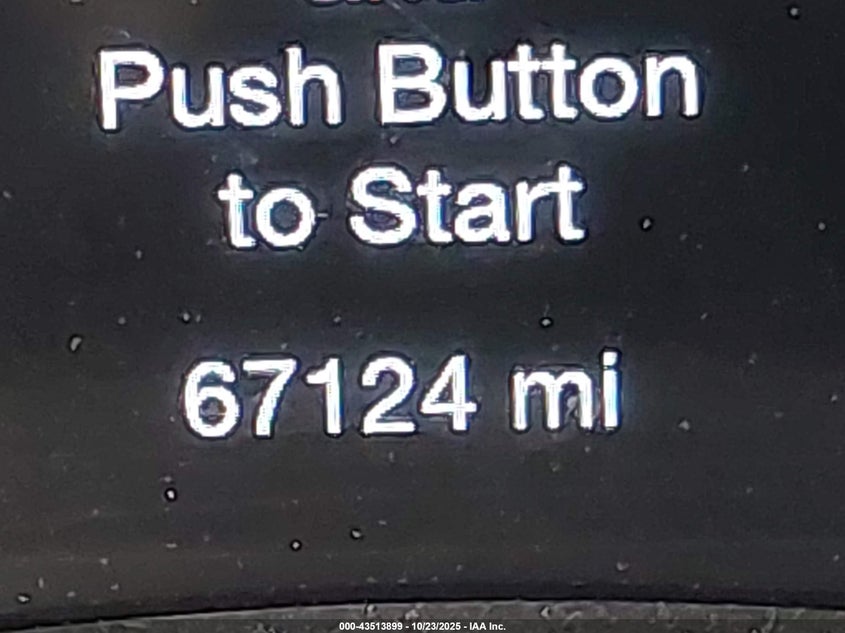 Push Button
to Start
67124 mi
000-43513899 - 10/23/2025 - IAA Inc.